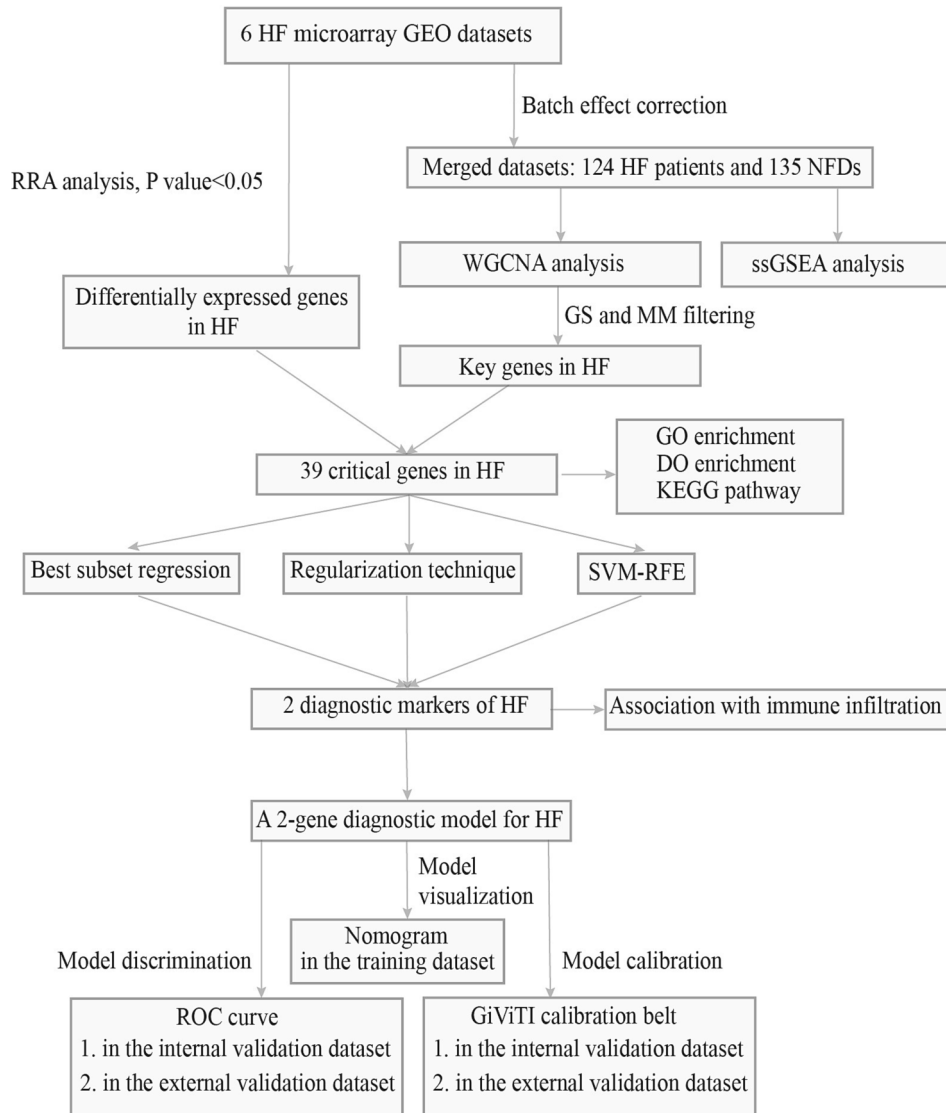 6 HF microarray GEO datasets
Batch effect correction
RRA analysis, P value<0.05
Merged datasets: 124 HF patients and 135 NFDs
WGCNA analysis
ssGSEA analysis
Differentially expressed genes
in HF
GS and MM filtering
Key genes in HF
39 critical genes in HF
GO enrichment
DO enrichment
KEGG pathway
Best subset regression
Regularization technique
SVM-RFE
2 diagnostic markers of HF
Association with immune infiltration
A 2-gene diagnostic model for HF
Model
visualization
Nomogram
in the training dataset
Model discrimination
Model calibration
ROC curve
1. in the internal validation dataset
2. in the external validation dataset
GiViTI calibration belt
1. in the internal validation dataset
2. in the external validation dataset